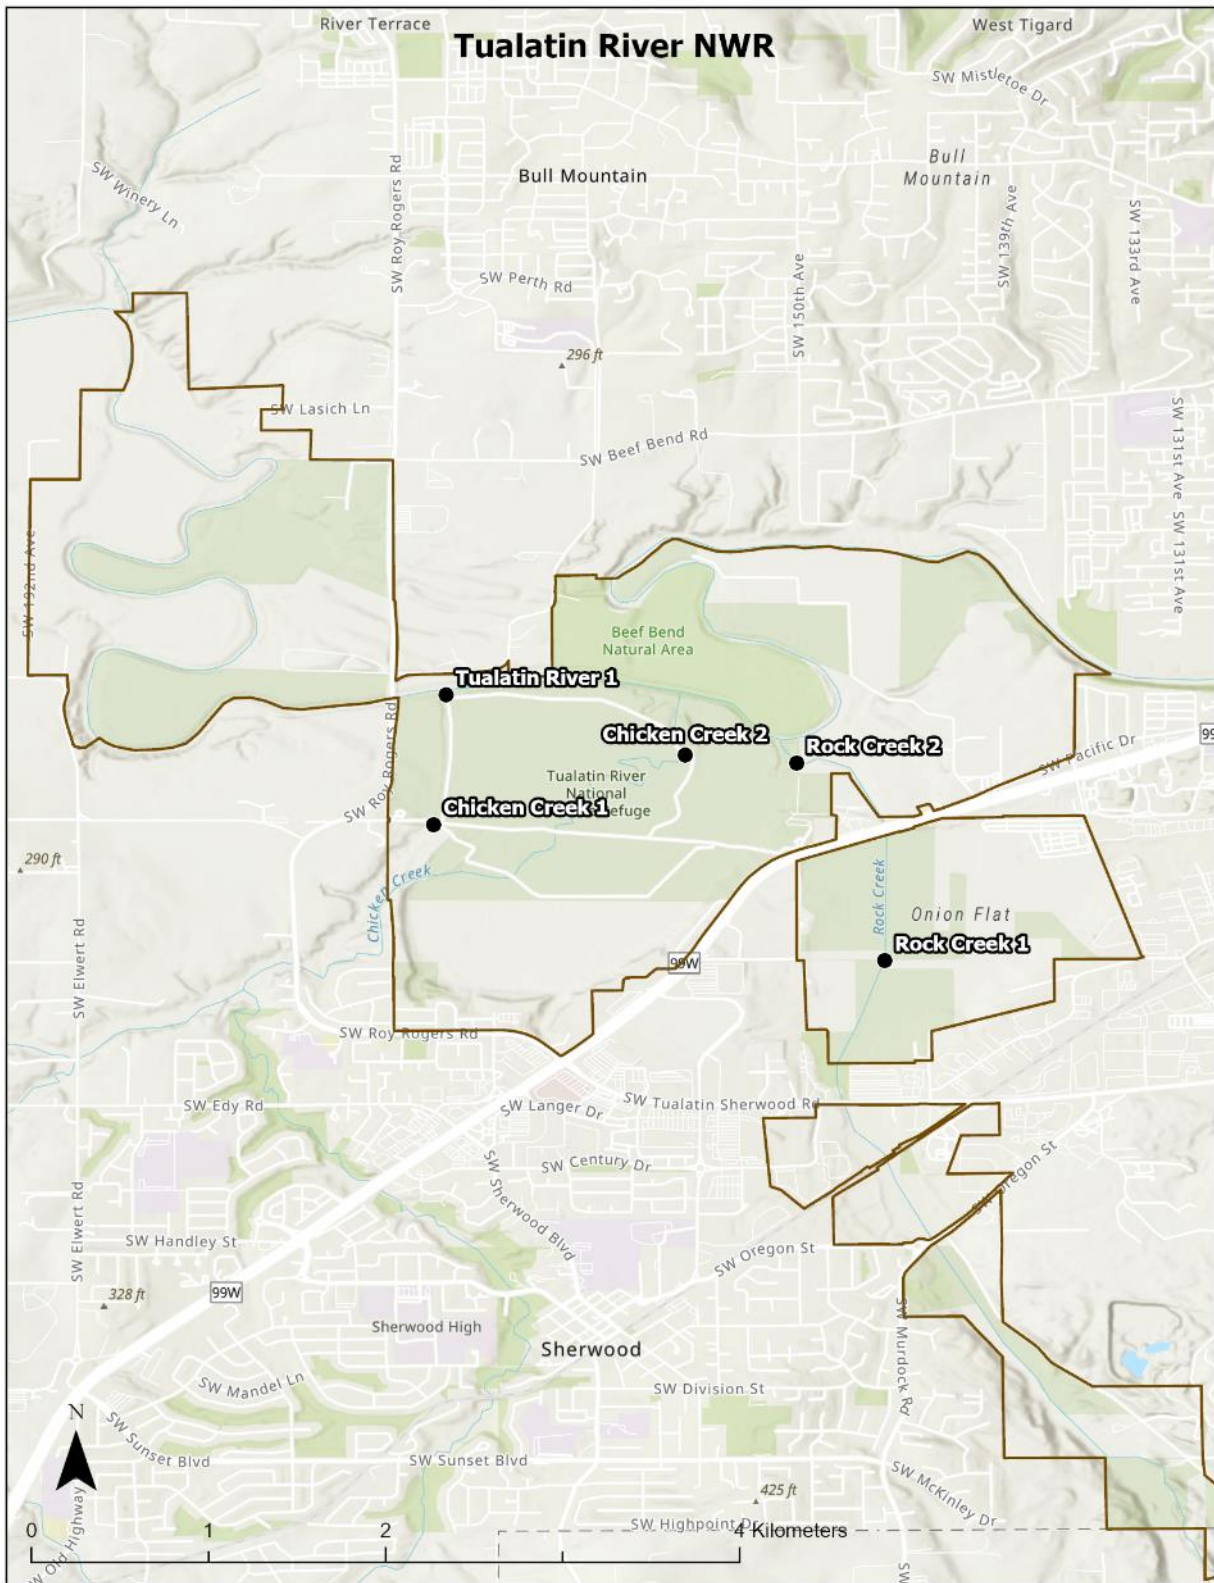 River Terrace
West Tigard
Tualatin River NWR
SW Mistletoe Dr
Bull
Mountain
Bull Mountain
SW Winery Ln
SW Roy Rogers Rd
SW 139th Ave
SW 133rd Ave
SW Perth Rd
SW 150th Ave
296 ft
SW Lasich Ln
SW Beef Bend Rd
SW 131st Ave
SW 131st Ave
SW 192nd Ave
Beef Bend
Natural Area
Tualatin River 1
Chicken Creek 2
Rock Creek 2
SW Pacific Dr
99
SW Roy Rogers Rd
Tualatin River
National
efuge
Chicken Creek 1
290 ft
Chicken Creek
Rock Creek
Onion Flat
Rock Creek 1
SW Elwert Rd
99W
SW Roy Rogers Rd
SW Edy Rd
SW Langer Dr
SW Tualatin Sherwood Rd
SW Century Dr
SW Sherwood Blvd
SW Oregon St
SW Elwert Rd
SW Handley St
SW Oregon St
99W
328 ft
Sherwood High
Sherwood
SW Murdock Rd
SW Mandel Ln
SW Division St
N
SW Sunset Blvd
SW Sunset Blvd
SW McKinley Dr
425 ft
SW Highpoint Dr
SW Old Highway
SW
0 1 2 4 Kilometers